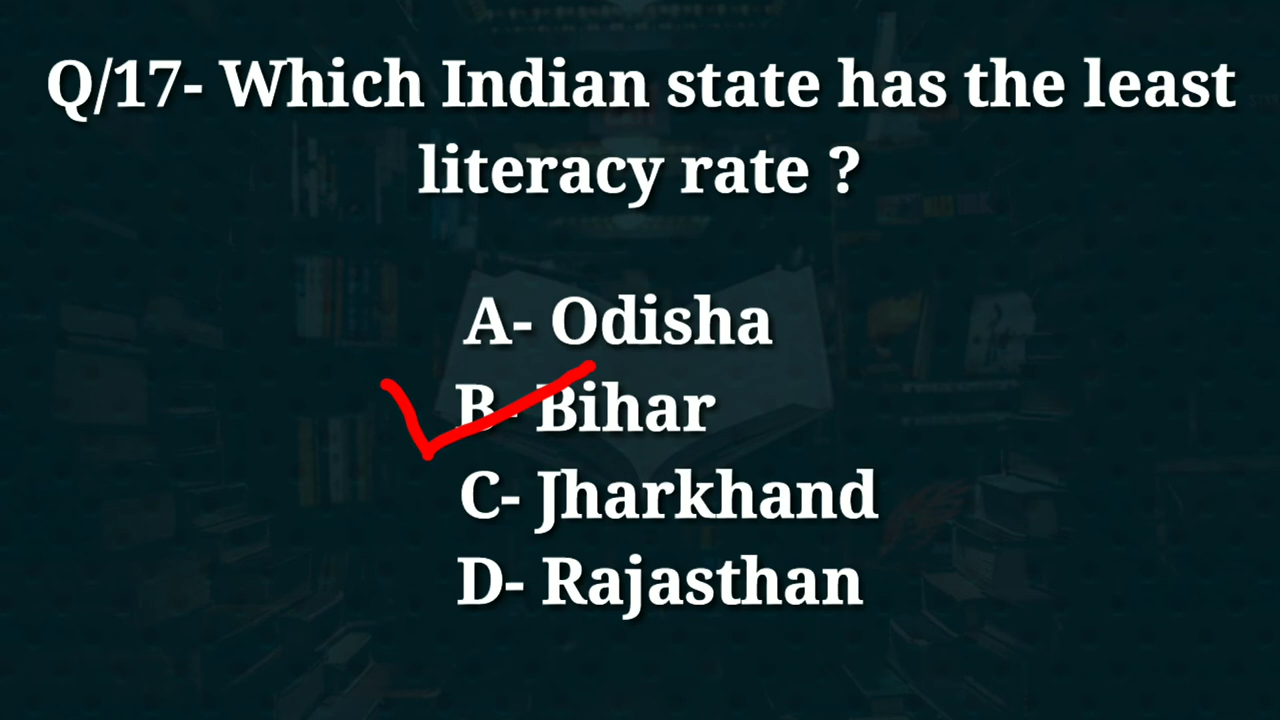 Q/17- Which Indian state has the least
literacy rate ?
A- Odisha
B- Bihar
C- Jharkhand
D- Rajasthan